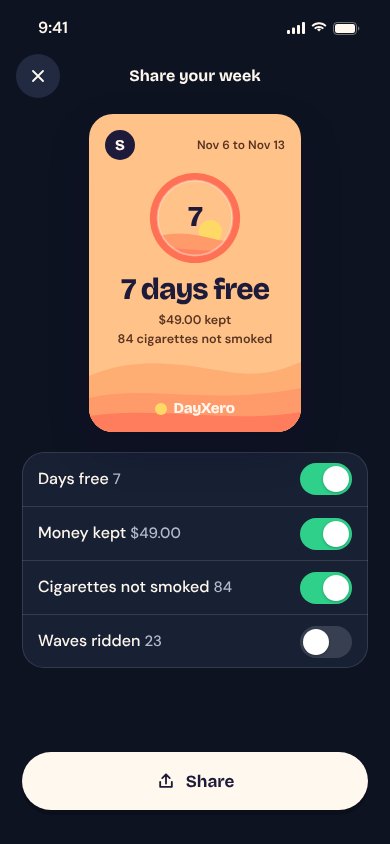 9:41
Share your week
S
Nov 6 to Nov 13
7
7 days free
$49.00 kept
84 cigarettes not smoked
DayXero
Days free 7
Money kept $49.00
Cigarettes not smoked 84
Waves ridden 23
Share